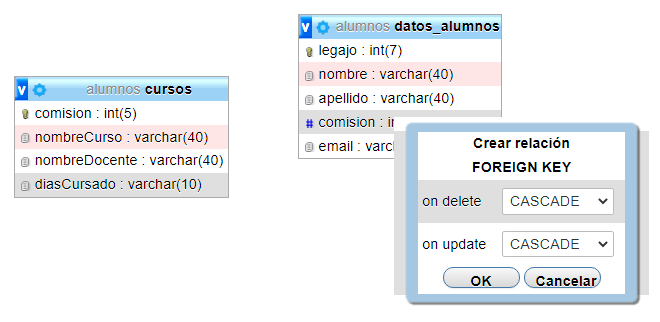 v alumnos datos_alumnos
legajo : int(7)
nombre : varchar(40)
apellido : varchar(40)
# comision :
email :
v alumnos cursos
comision : int(5)
nombreCurso : varchar(40)
nombreDocente : varchar(40)
diasCursado : varchar(10)
Crear relación
FOREIGN KEY
on delete CASCADE
on update CASCADE
OK Cancelar